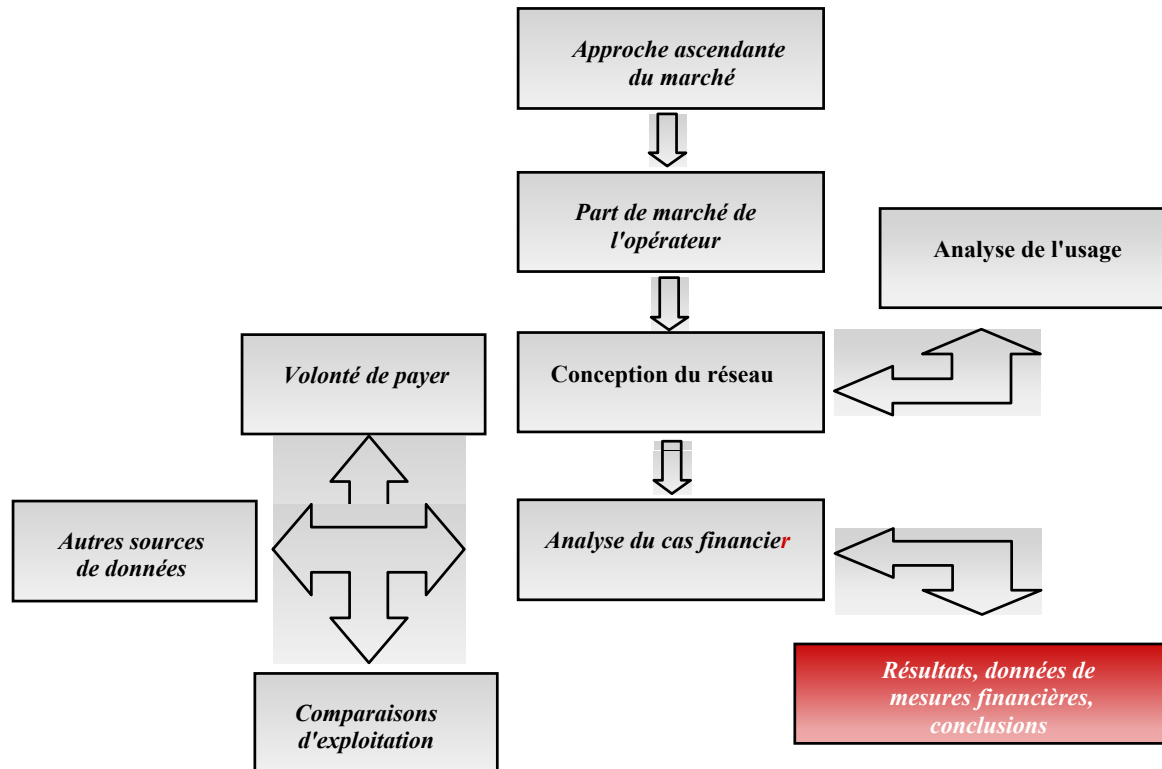 Approche ascendante
du marché
Part de marché de
l'opérateur
Analyse de l'usage
Volonté de payer
Conception du réseau
Autres sources
de données
Analyse du cas financier
Comparaisons
d'exploitation
Résultats, données de
mesures financières,
conclusions